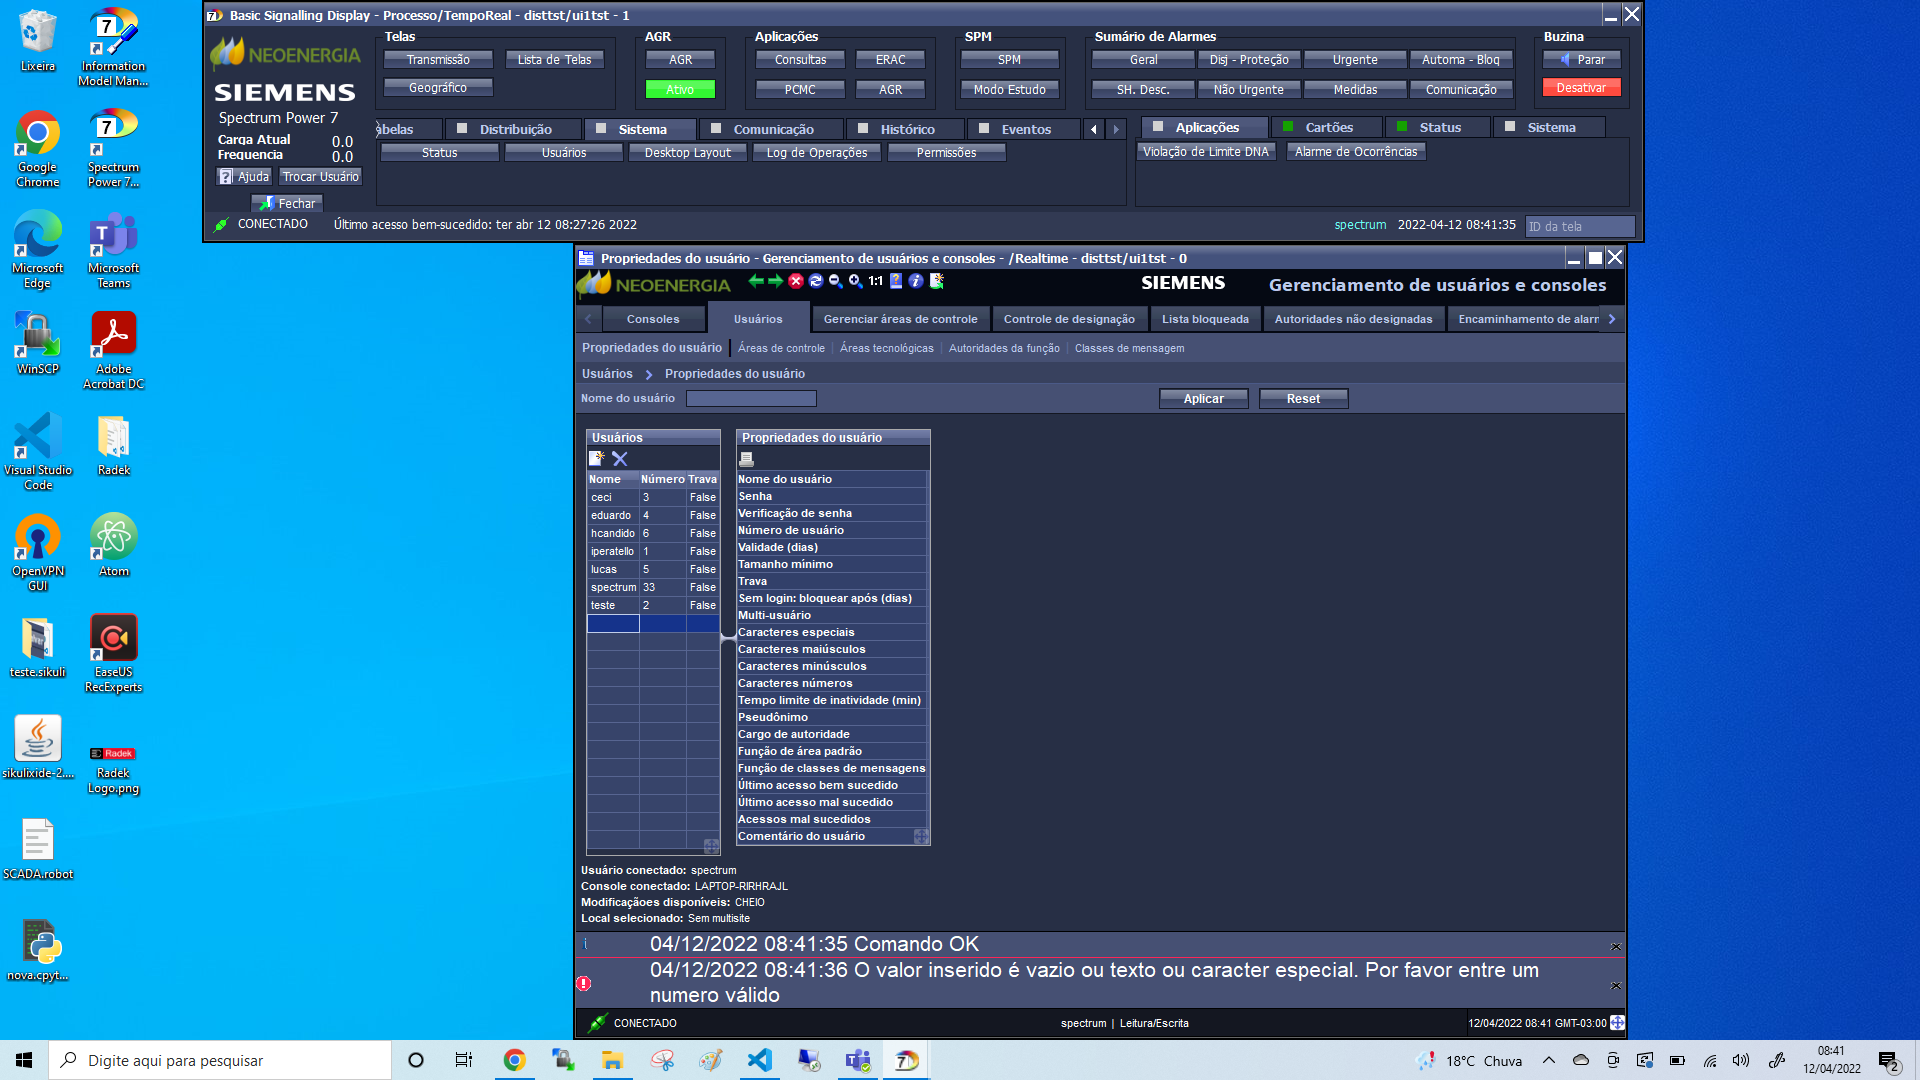 Basic Signalling Display - Processo/TempoReal - disttst/ui1tst - 1
NEOENERGIA
SIEMENS
Spectrum Power 7
Carga Atual 0.0
Frequencia 0.0
Ajuda Trocar Usuário
Fechar
Telas
Transmissão Lista de Telas
Geográfico
AGR
AGR
Ativo
Aplicações
Consultas ERAC
PCMC AGR
SPM
SPM
Modo Estudo
Sumário de Alarmes
Geral Disj - Proteção Urgente Automa - Bloq
SH. Desc. Não Urgente Medidas Comunicação
Buzina
Parar
Desativar
abelas Distribuição Sistema Comunicação Histórico Eventos
Status Usuários Desktop Layout Log de Operações Permissões
Aplicações Cartões Status Sistema
Violação de Limite DNA Alarme de Ocorrências
CONECTADO Último acesso bem-sucedido: ter abr 12 08:27:26 2022
spectrum 2022-04-12 08:41:35 ID da tela
Propriedades do usuário - Gerenciamento de usuários e consoles - /Realtime - disttst/ui1tst - 0
NEOENERGIA 1:1 SIEMENS Gerenciamento de usuários e consoles
Consoles Usuários Gerenciar áreas de controle Controle de designação Lista bloqueada Autoridades não designadas Encaminhamento de alarn
Propriedades do usuário Áreas de controle Áreas tecnológicas Autoridades da função Classes de mensagem
Usuários Propriedades do usuário
Nome do usuário Aplicar Reset
Usuários
Nome Número Trava
ceci 3 False
eduardo 4 False
hcandido 6 False
iperatello 1 False
lucas 5 False
spectrum 33 False
teste 2 False
Propriedades do usuário
Nome do usuário
Senha
Verificação de senha
Número de usuário
Validade (dias)
Tamanho mínimo
Trava
Sem login: bloquear após (dias)
Multi-usuário
Caracteres especiais
Caracteres maiúsculos
Caracteres minúsculos
Caracteres números
Tempo limite de inatividade (min)
Pseudônimo
Cargo de autoridade
Função de área padrão
Função de classes de mensagens
Último acesso bem sucedido
Último acesso mal sucedido
Acessos mal sucedidos
Comentário do usuário
Usuário conectado: spectrum
Console conectado: LAPTOP-RIRHRAJL
Modificaçãoes disponíveis: CHEIO
Local selecionado: Sem multisite
04/12/2022 08:41:35 Comando OK
04/12/2022 08:41:36 O valor inserido é vazio ou texto ou caracter especial. Por favor entre um
numero válido
CONECTADO spectrum | Leitura/Escrita 12/04/2022 08:41 GMT-03:00
Lixeira
Information
Model Man...
Google
Chrome
Spectrum
Power 7...
Microsoft
Edge
Microsoft
Teams
WinSCP
Adobe
Acrobat DC
Visual Studio
Code
Radek
OpenVPN
GUI
Atom
teste.sikuli
EaseUS
RecExperts
sikulixide-2....
Radek
Radek
Logo.png
SCADA.robot
nova.cpyt...
Digite aqui para pesquisar
18°C Chuva
08:41
12/04/2022
2